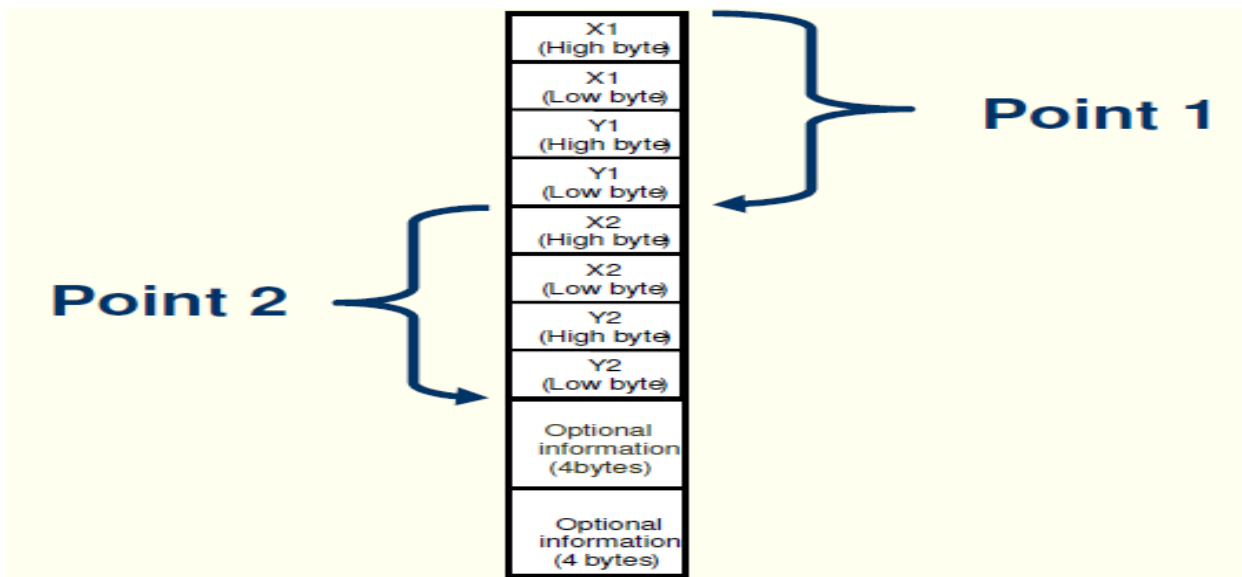 X1
(High byte)
X1
(Low byte)
Y1
(High byte)
Y1
(Low byte)
X2
(High byte)
X2
(Low byte)
Y2
(High byte)
Y2
(Low byte)
Optional
information
(4bytes)
Optional
information
(4 bytes)
Point 1
Point 2